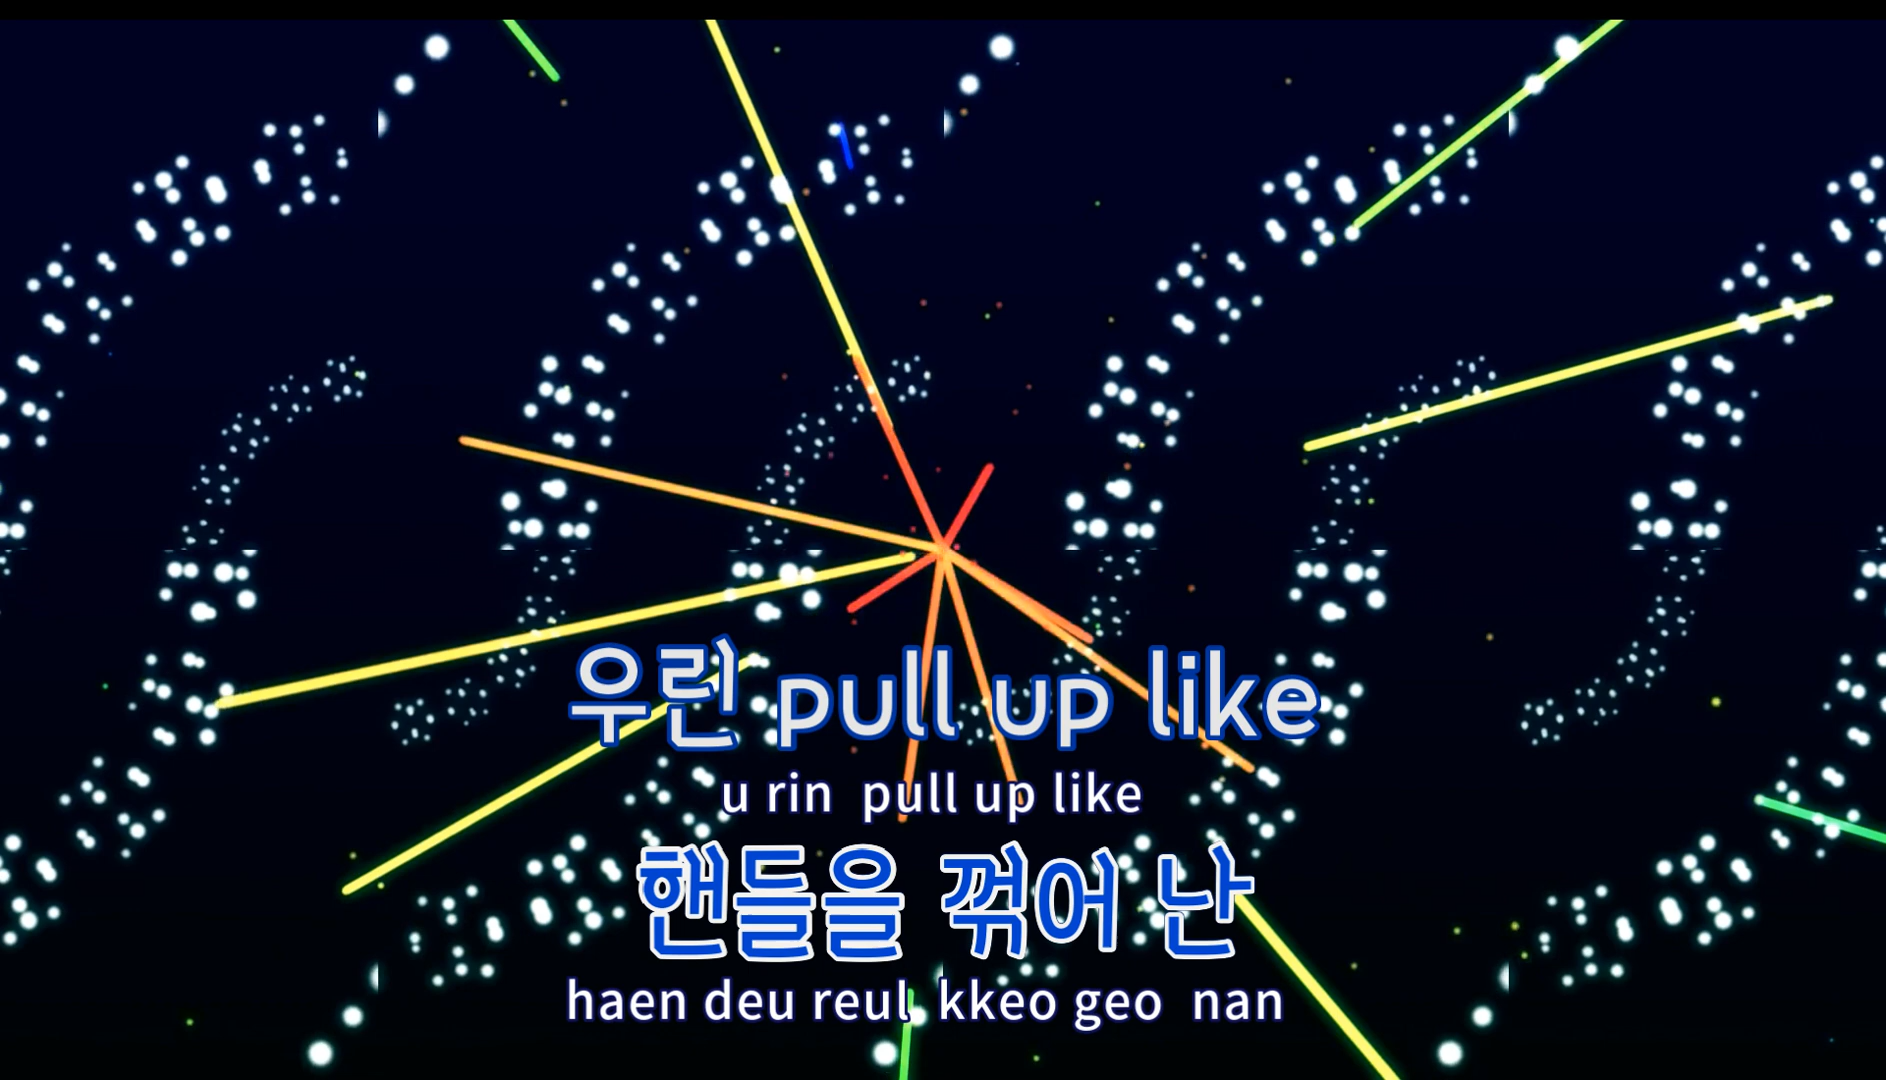 우린 pull up like
u rin pull up like
핸들을 꺾어 난
haen deu reul kkeo geo nan